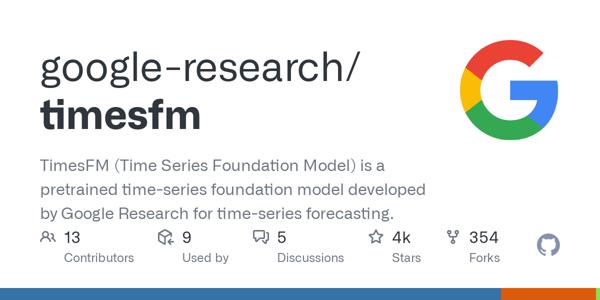 google-research/
timesfm
TimesFM (Time Series Foundation Model) is a
pretrained time-series foundation model developed
by Google Research for time-series forecasting.
13 9 5 4k 354
Contributors Used by Discussions Stars Forks